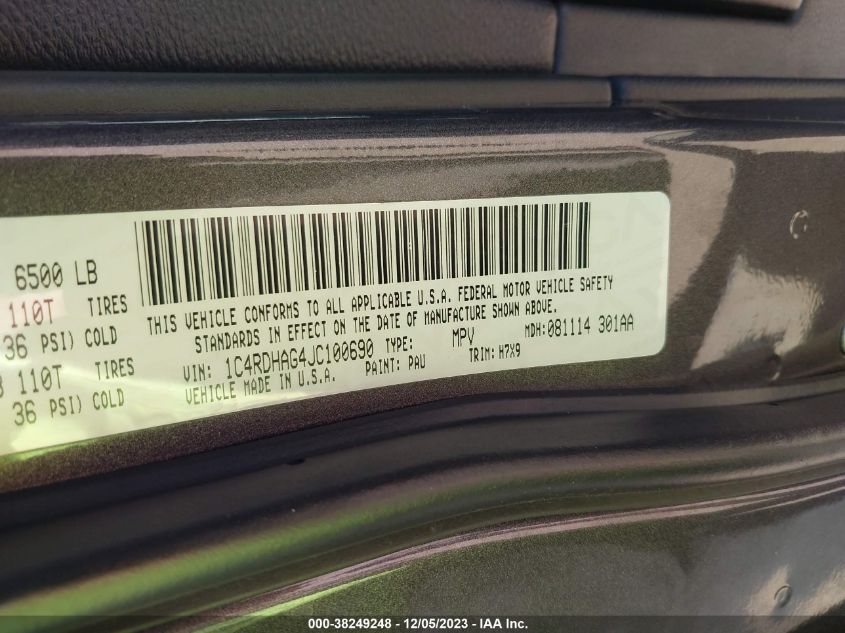 6500 LB
110T TIRES
36 PSI) COLD
110T TIRES
36 PSI) COLD
THIS VEHICLE CONFORMS TO ALL APPLICABLE U.S.A. FEDERAL MOTOR VEHICLE SAFETY
STANDARDS IN EFFECT ON THE DATE OF MANUFACTURE SHOWN ABOVE.
VIN: 1C4RDHAG4JC100690 TYPE: MPV MDH: 081114 301AA
VEHICLE MADE IN U.S.A. PAINT: PAU TRIM: H7X9
000-38249248 - 12/05/2023 - IAA Inc.